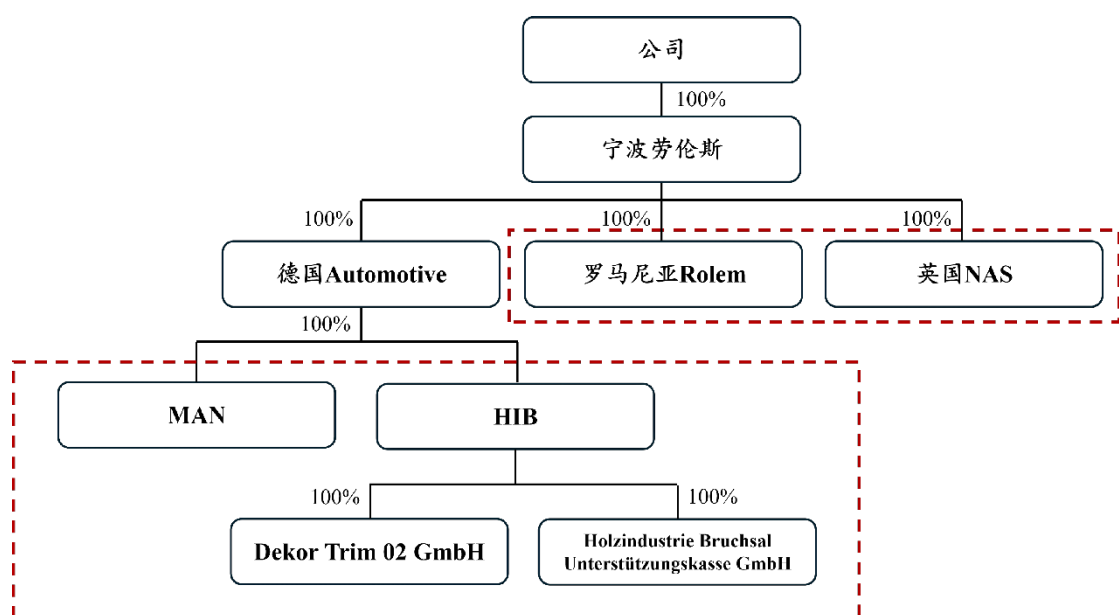 公司
100%
宁波劳伦斯
100%
100%
100%
德国Automotive
罗马尼亚Rolem
英国NAS
100%
MAN
HIB
100%
100%
Dekor Trim 02 GmbH
Holzindustrie Bruchsal
Unterstützungskasse GmbH